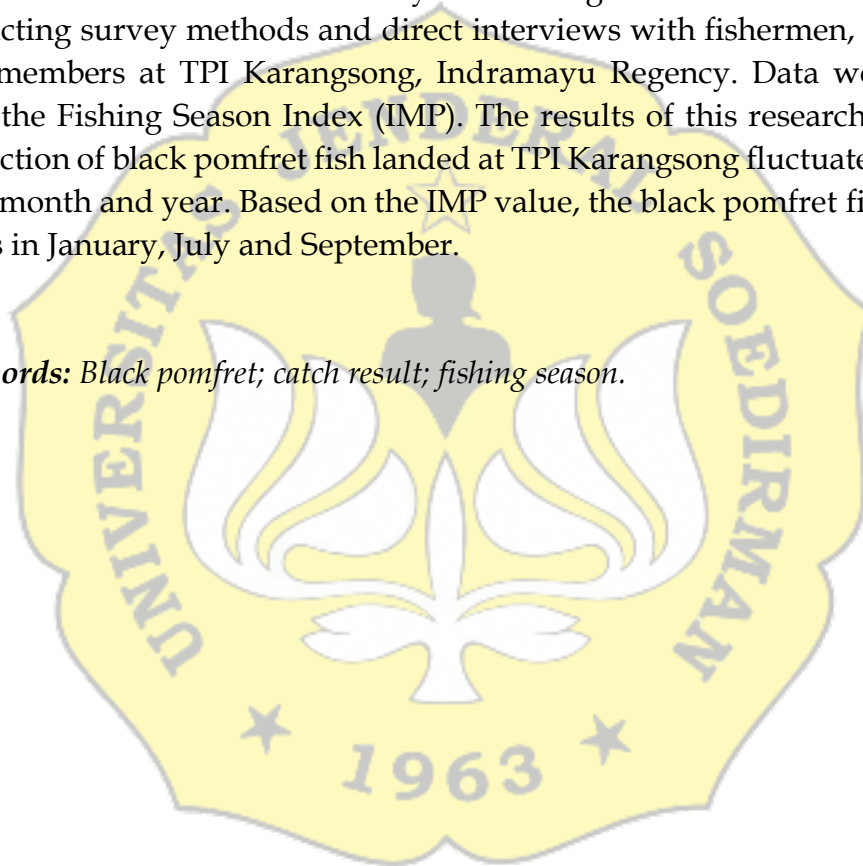 cting survey methods and direct interviews with fishermen,
members at TPI Karangsong, Indramayu Regency. Data w
the Fishing Season Index (IMP). The results of this research
ction of black pomfret fish landed at TPI Karangsong fluctuate
month and year. Based on the IMP value, the black pomfret fi
s in January, July and September.
ords: Black pomfret; catch result; fishing season.
UNIVERSITAS JENDERAL SOEDIRMAN
1963